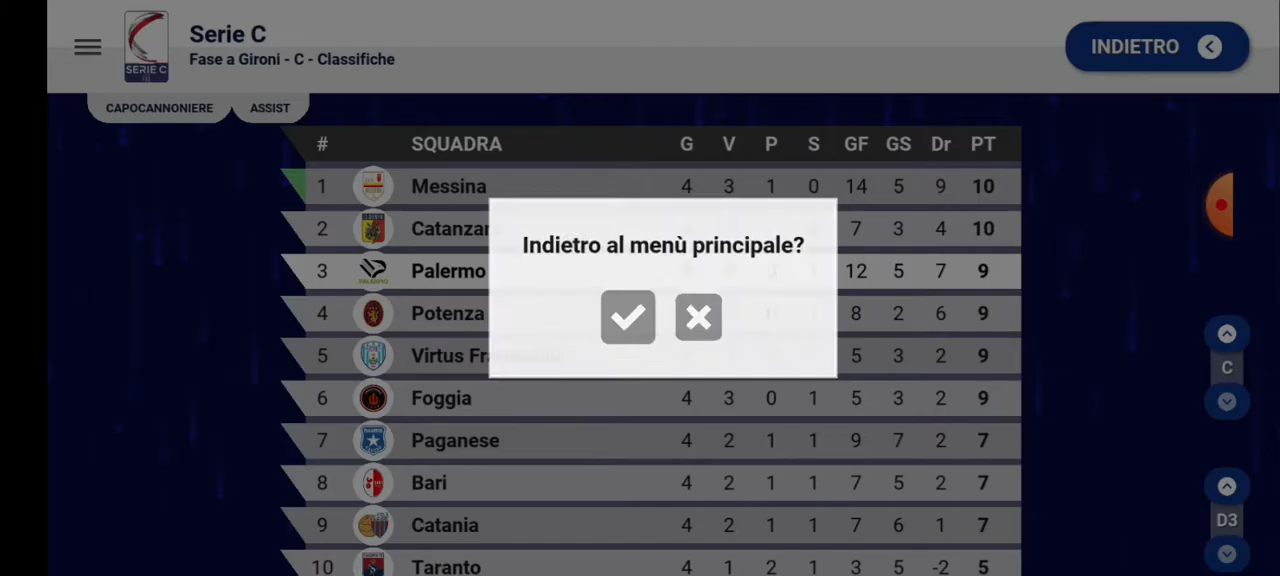 Serie C
Fase a Gironi - C - Classifiche
INDIETRO
SERIE C
CAPOCANNONIERE ASSIST
# SQUADRA G V P S GF GS Dr PT
1 Messina 4 3 1 0 14 5 9 10
2 Catanzar 7 3 4 10
Indietro al menù principale?
3 Palermo 12 5 7 9
4 Potenza 8 2 6 9
5 Virtus Fra 5 3 2 9
C
6 Foggia 4 3 0 1 5 3 2 9
7 Paganese 4 2 1 1 9 7 2 7
8 Bari 4 2 1 1 7 5 2 7
9 Catania 4 2 1 1 7 6 1 7
D3
10 Taranto 4 1 2 1 3 5 -2 5